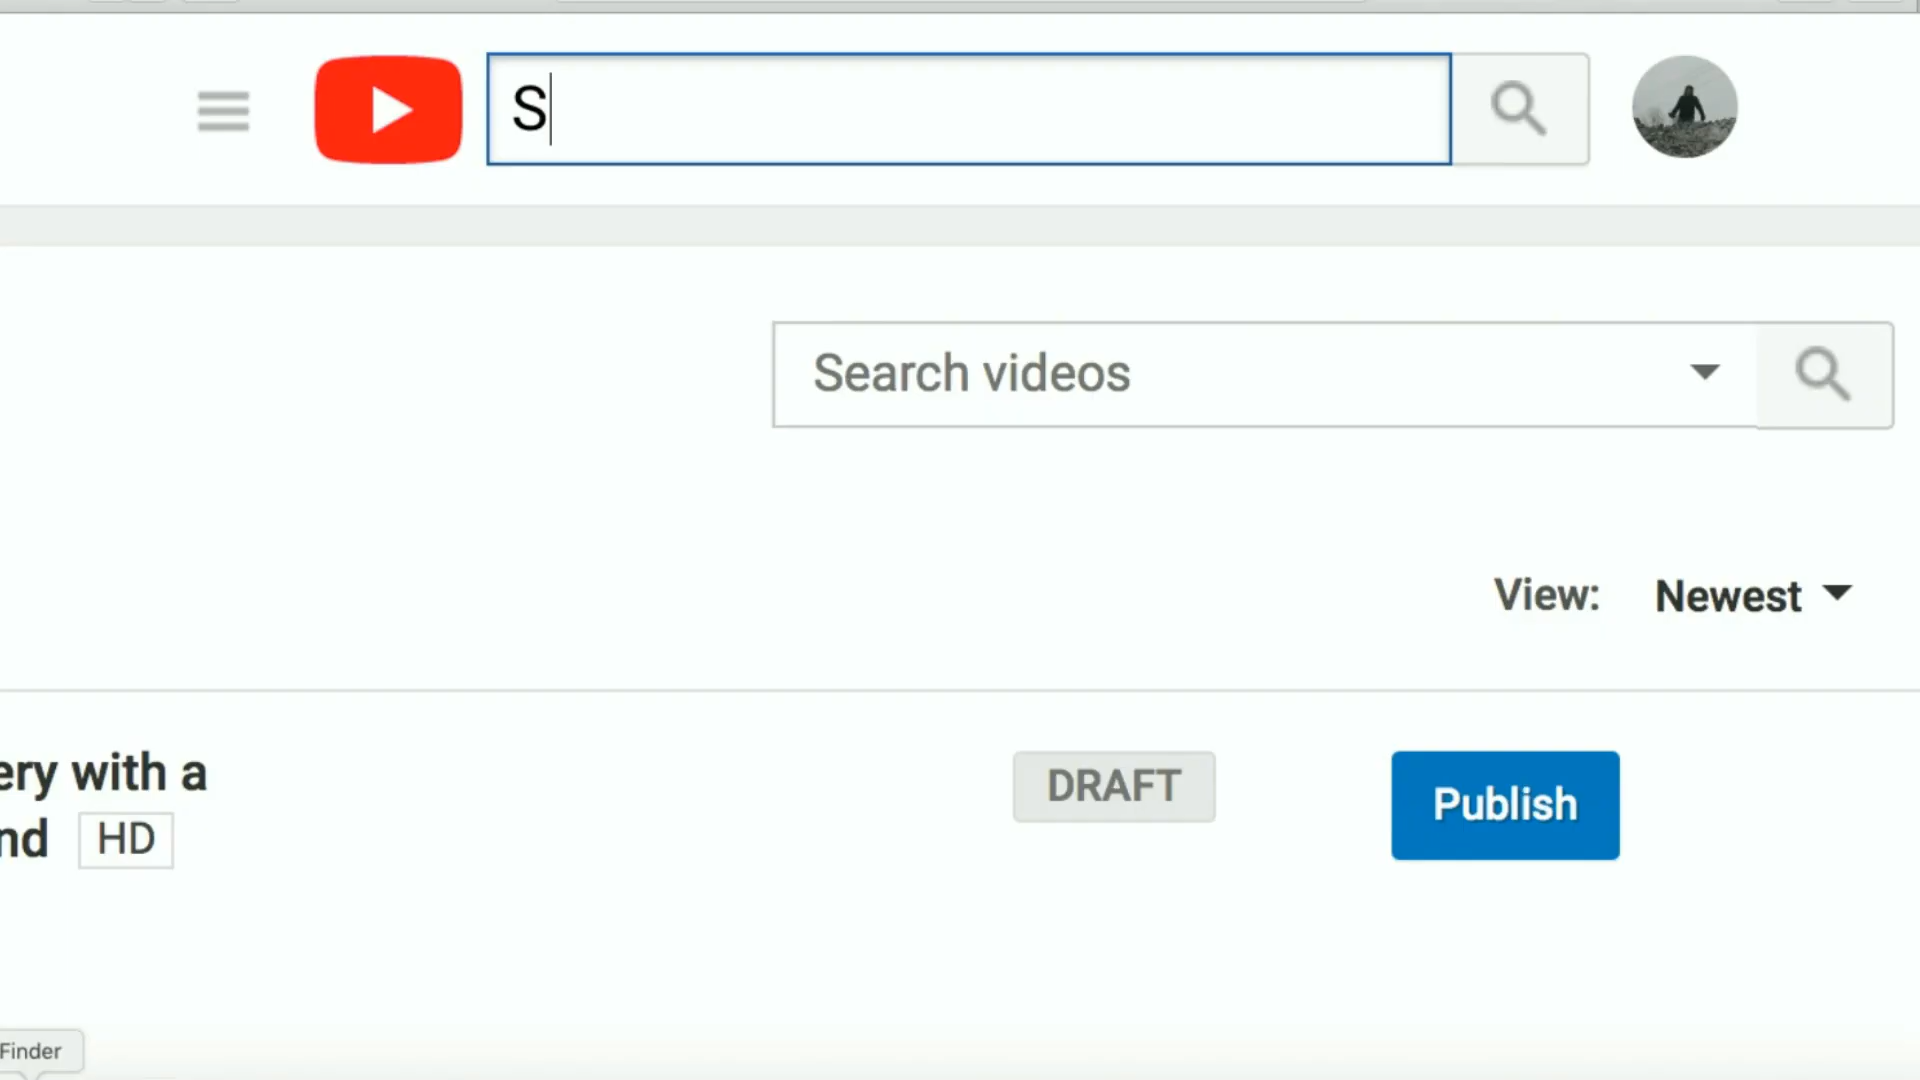 S
Search videos
View: Newest
ery with a
nd HD
DRAFT
Publish
Finder